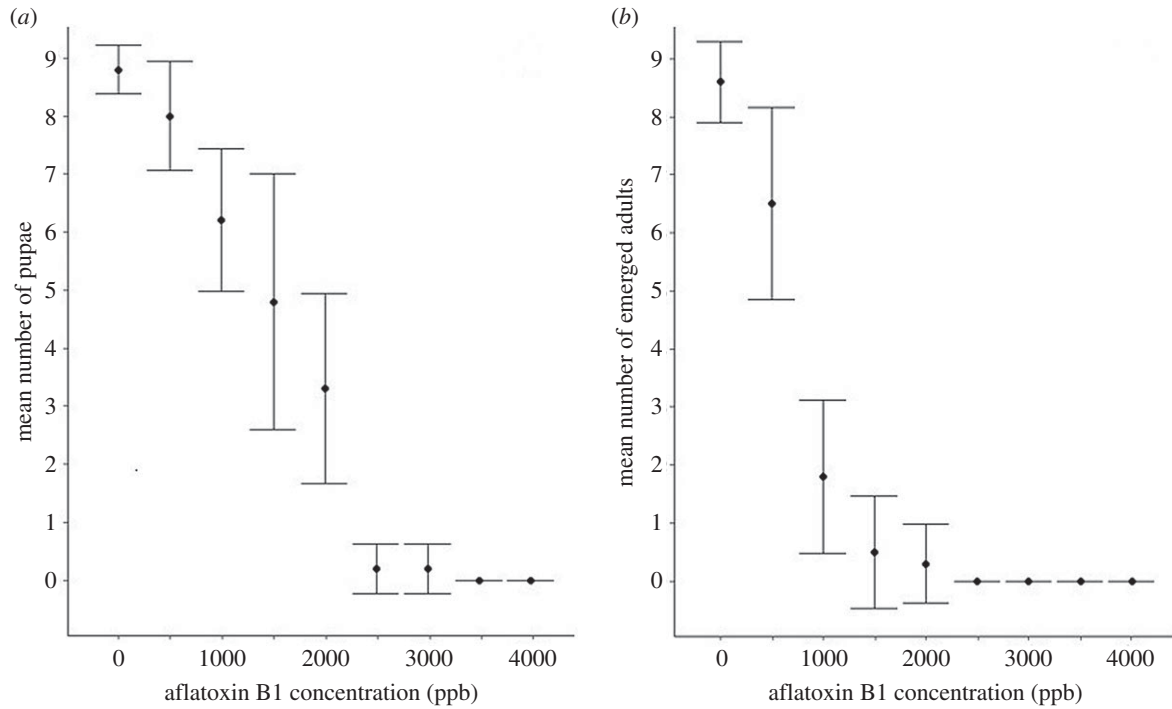 (a)
9
8
7
6
5
4
3
2
1
0
mean number of pupae
0 1000 2000 3000 4000
aflatoxin B1 concentration (ppb)
(b)
9
8
7
6
5
4
3
2
1
0
mean number of emerged adults
0 1000 2000 3000 4000
aflatoxin B1 concentration (ppb)